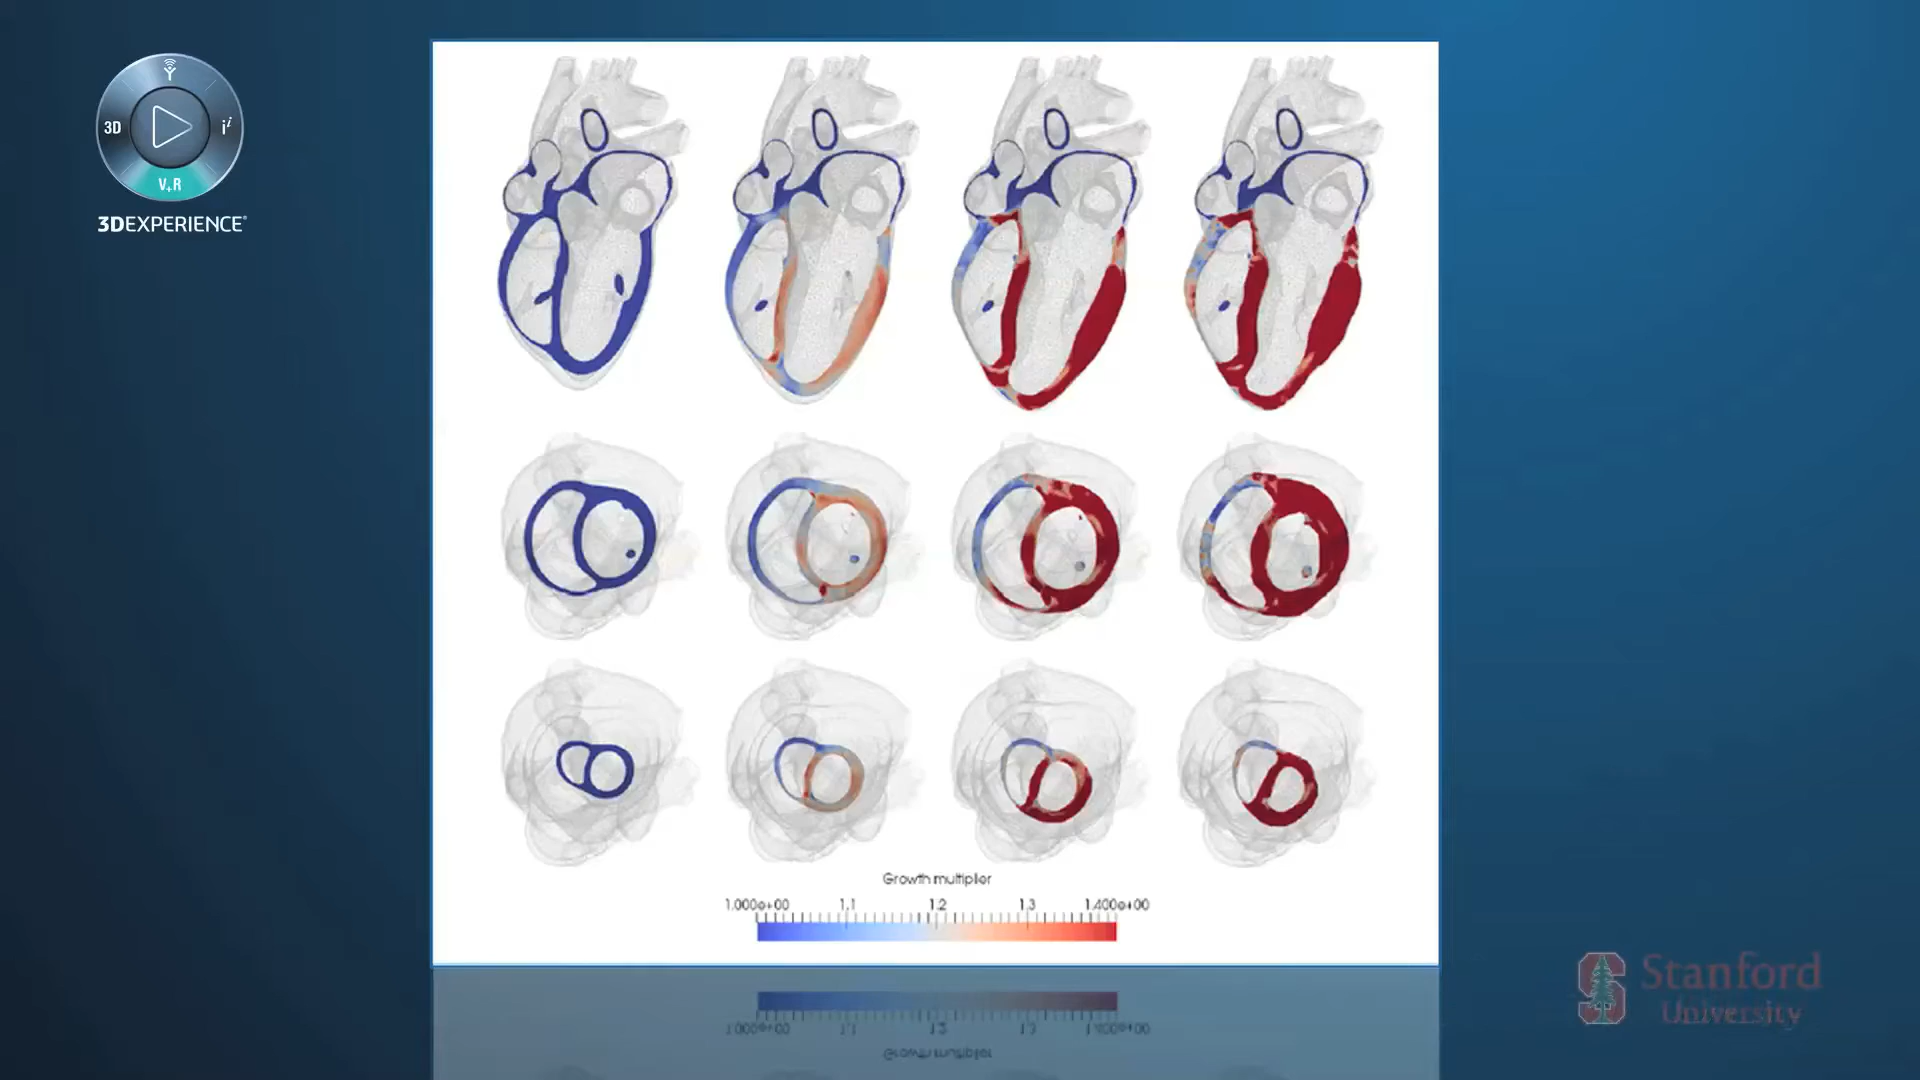 3D
i
V+R
3DEXPERIENCE®
Growth multiplier
1.000e+00 1.1 1.2 1.3 1.400e+00
Stanford
University